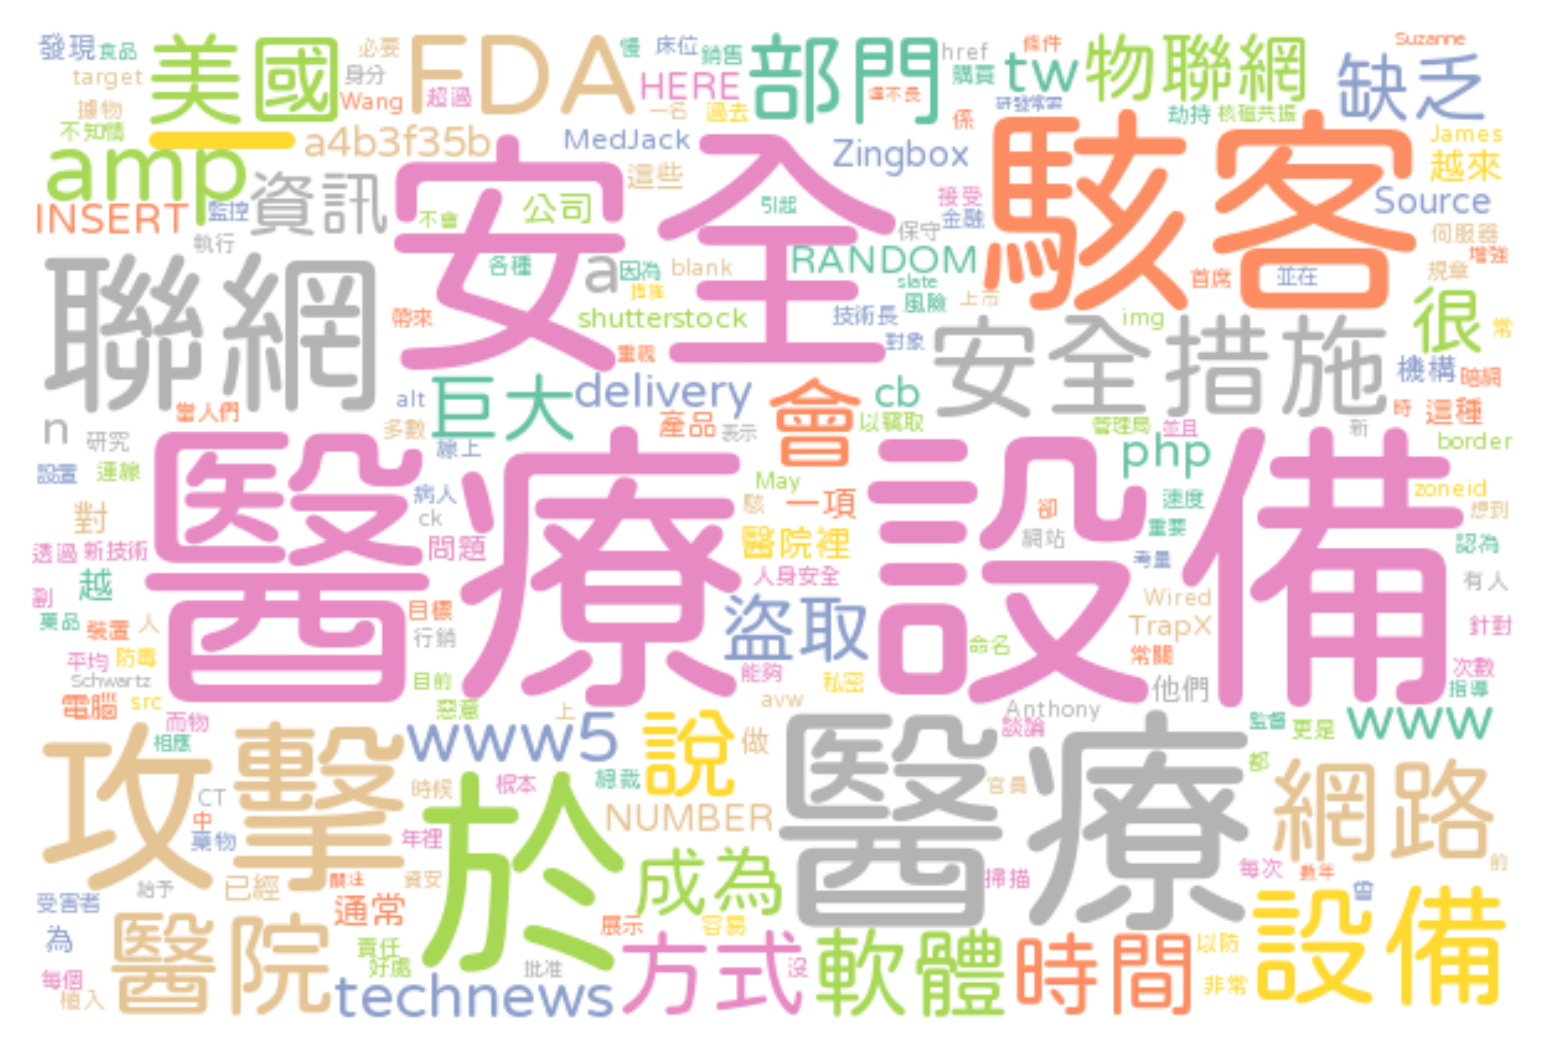 發現
食品
美國
必要
FDA
慢
床位
銷售
部門
href
條件
tw
物聯網
Suzanne
缺乏
target
身分
Wang
超過
HERE
購買
還不長
據物
一名
過去
劫持
核磁共振
不知情
一
a4b3f35b
MedJack
係
駭客
James
amp
安全
Zingbox
越來
資訊
這些
INSERT
監控
不會
公司
引起
接受
金融
Source
執行
保守
伺服器
聯網
各種
a
因為
blank
RANDOM
增強
首席
並在
規章
措施
slate
風險
上市
很
帶來
shutterstock
技術長
img
安全措施
常
重視
對象
巨大
delivery
會
cb
機構
暗網
alt
當人們
時
這種
n
研究
多數
產品
表示
以竊取
管理局
並且
新
border
設置
連線
線上
醫療
設備
php
病人
ck
May
駭
一項
卻
速度
zoneid
想到
對
重要
透過
新技術
問題
醫院裡
網站
認為
考量
越
人身安全
有人
副
目標
盜取
Wired
藥品
裝置
人
行銷
TrapX
針對
命名
常關
平均
防毒
Schwartz
目前
能夠
私密
他們
次數
指導
電腦
src
惡意
上
avw
Anthony
而物
www5
說
談論
監督
更是
www
攻擊
相應
做
醫療
都
CT
時候
根本
總裁
官員
網路
中
藥物
年裡
於
NUMBER
成為
關注
資安
掃描
每次
數年
前
給予
已經
受害者
通常
曾
設備
醫院
展示
容易
為
責任
好處
方式
軟體
時間
以防
每個
植入
批准
沒
非常
technews